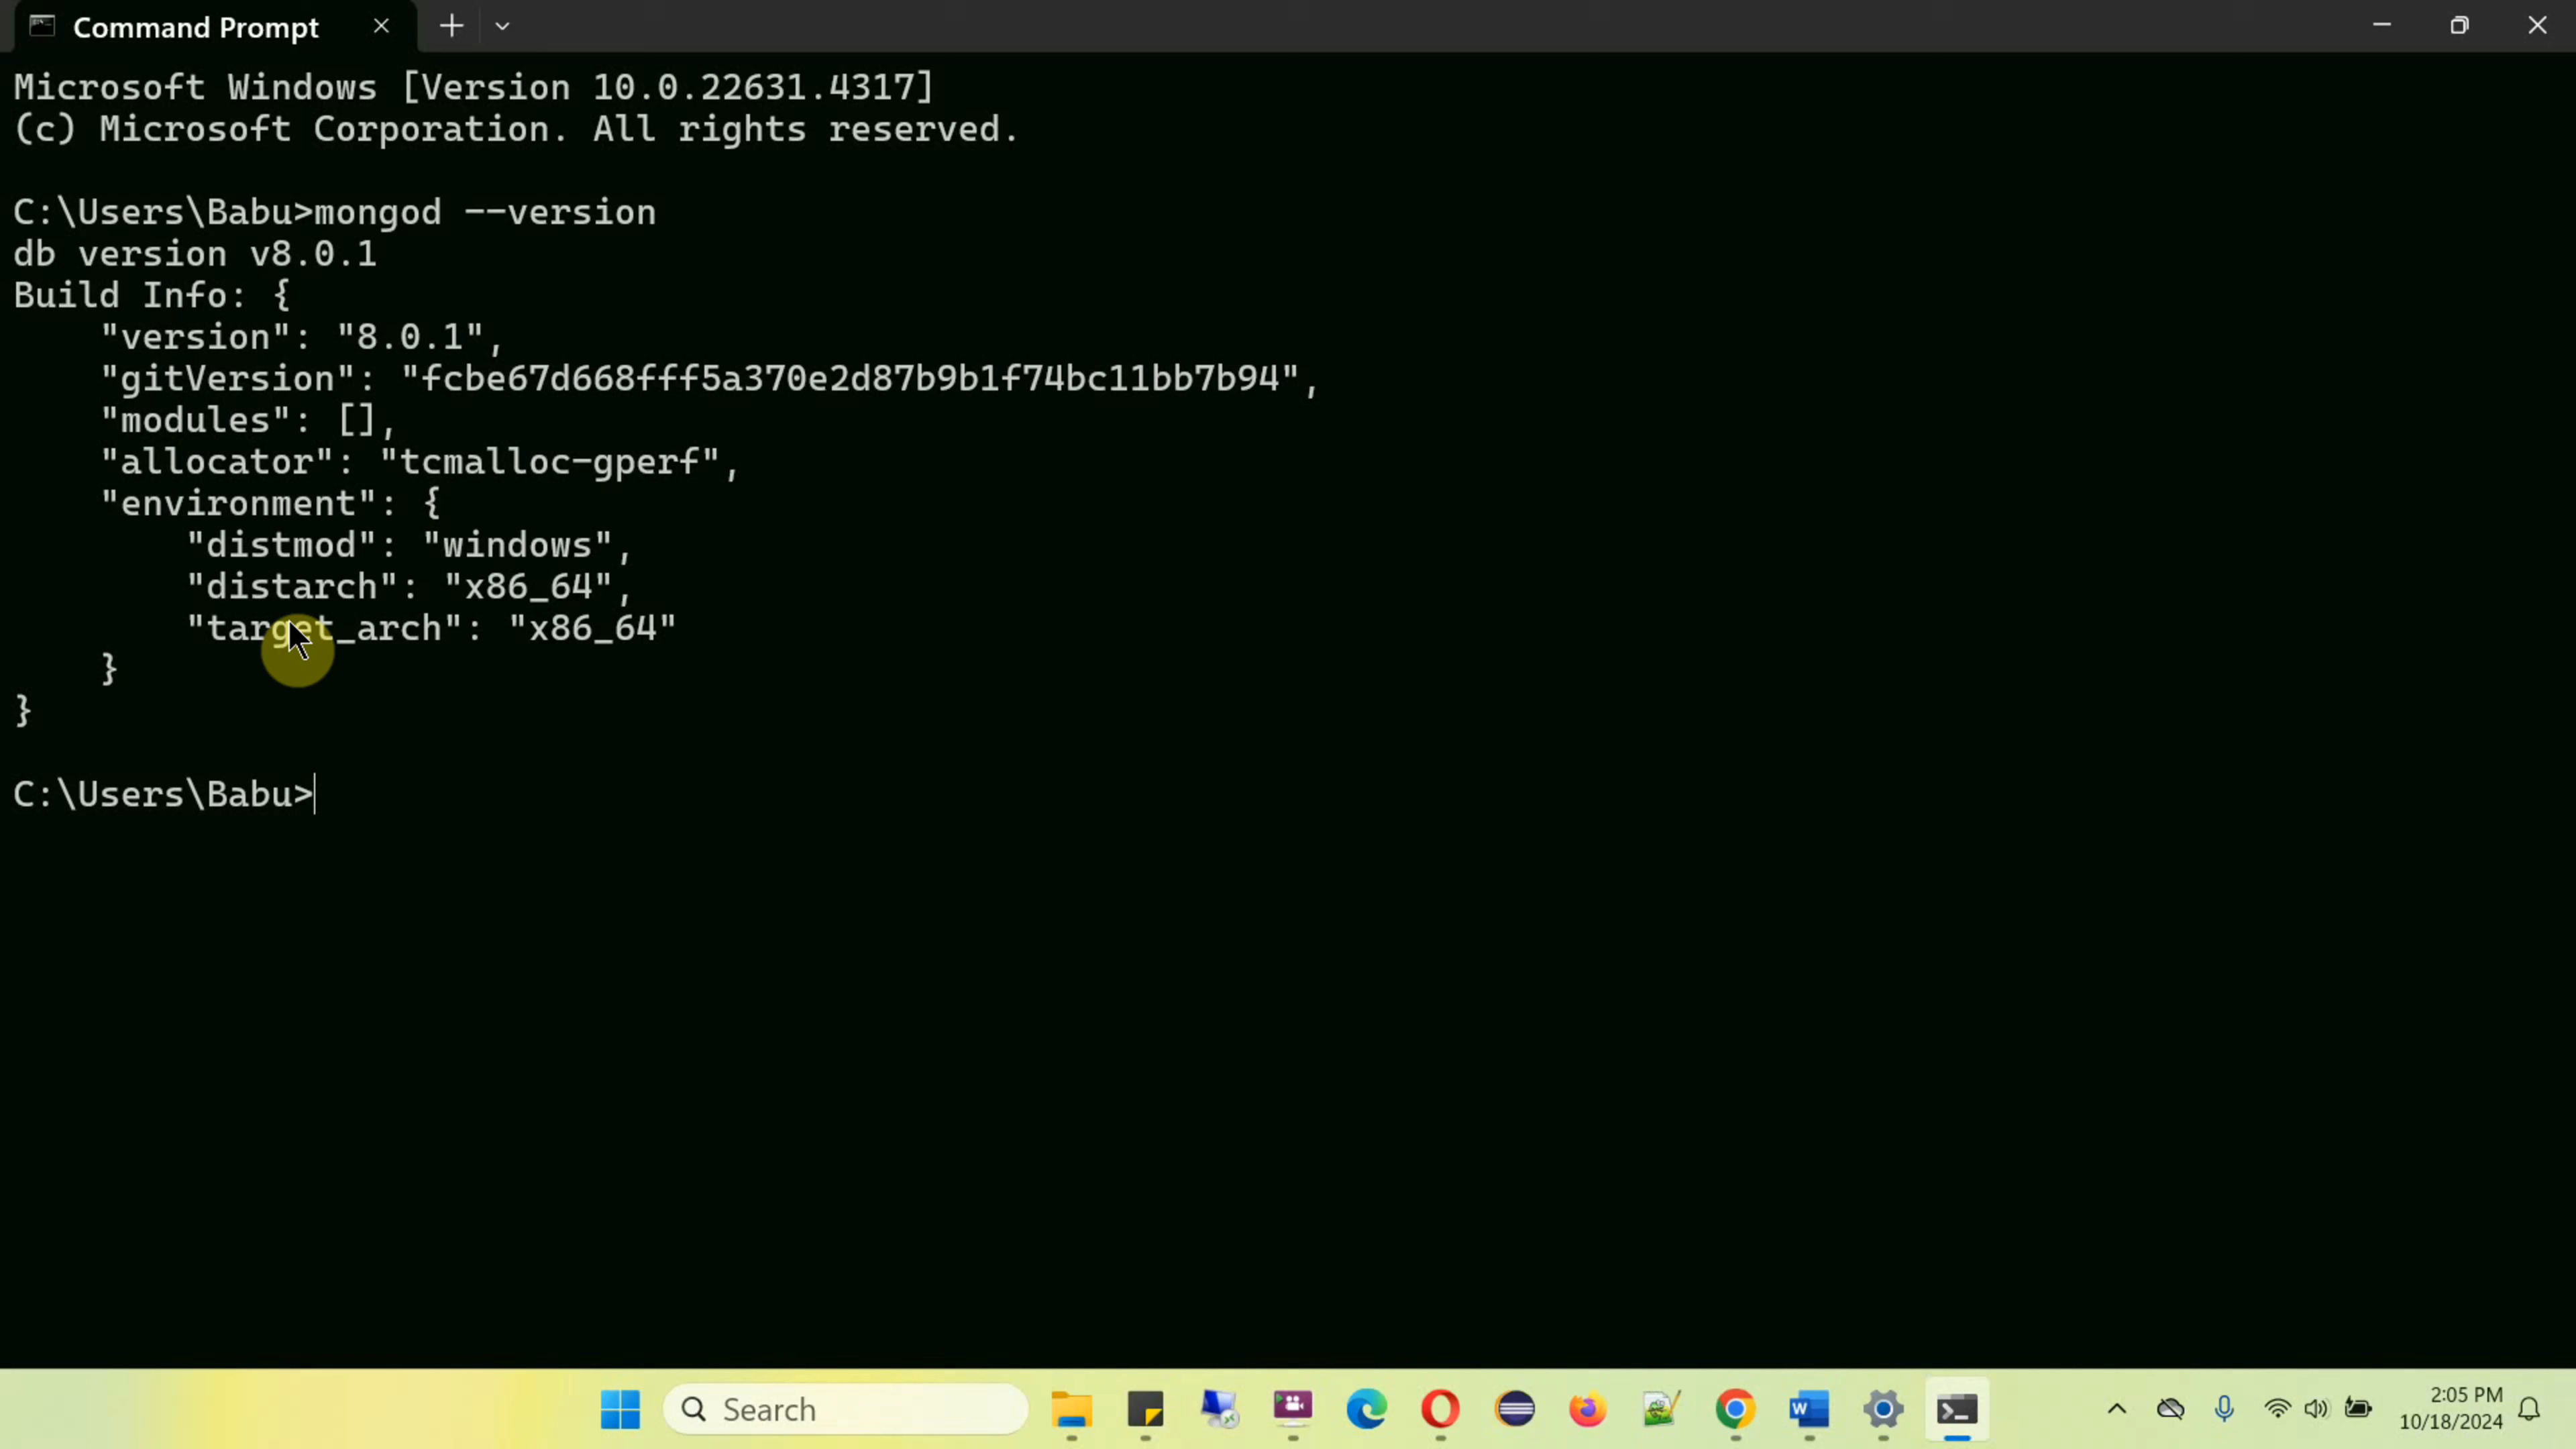 Command Prompt
Microsoft Windows [Version 10.0.22631.4317]
(c) Microsoft Corporation. All rights reserved.
C:\Users\Babu>mongod --version
db version v8.0.1
Build Info: {
    "version": "8.0.1",
    "gitVersion": "fcbe67d668fff5a370e2d87b9b1f74bc11bb7b94",
    "modules": [],
    "allocator": "tcmalloc-gperf",
    "environment": {
        "distmod": "windows",
        "distarch": "x86_64",
        "target_arch": "x86_64"
    }
}
C:\Users\Babu>
Search
2:05 PM
10/18/2024